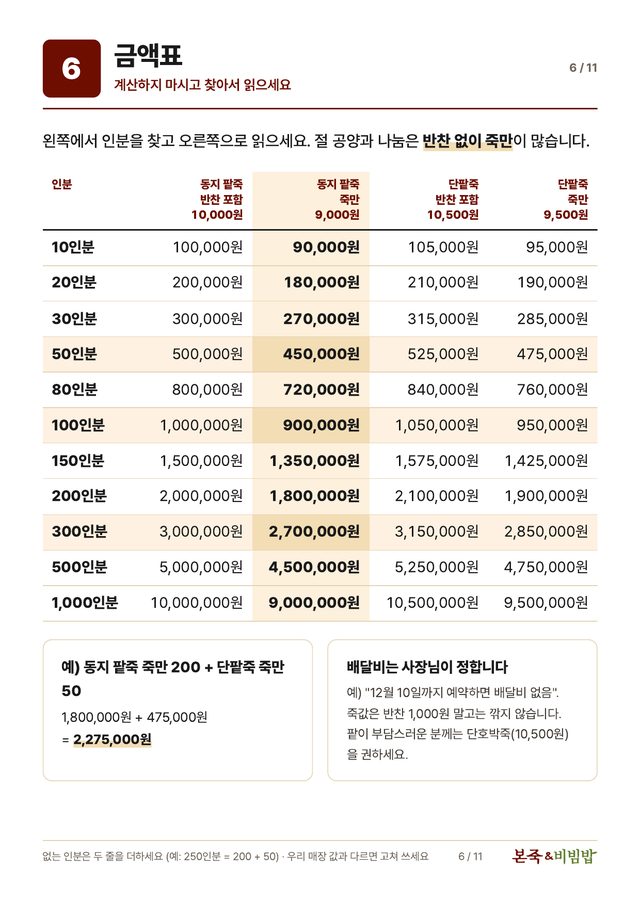 6
금액표
계산하지 마시고 찾아서 읽으세요
6 / 11
왼쪽에서 인분을 찾고 오른쪽으로 읽으세요. 절 공양과 나눔은 반찬 없이 죽만이 많습니다.
인분 동지 팥죽 반찬 포함 10,000원 동지 팥죽 죽만 9,000원 단팥죽 반찬 포함 10,500원 단팥죽 죽만 9,500원
10인분 100,000원 90,000원 105,000원 95,000원
20인분 200,000원 180,000원 210,000원 190,000원
30인분 300,000원 270,000원 315,000원 285,000원
50인분 500,000원 450,000원 525,000원 475,000원
80인분 800,000원 720,000원 840,000원 760,000원
100인분 1,000,000원 900,000원 1,050,000원 950,000원
150인분 1,500,000원 1,350,000원 1,575,000원 1,425,000원
200인분 2,000,000원 1,800,000원 2,100,000원 1,900,000원
300인분 3,000,000원 2,700,000원 3,150,000원 2,850,000원
500인분 5,000,000원 4,500,000원 5,250,000원 4,750,000원
1,000인분 10,000,000원 9,000,000원 10,500,000원 9,500,000원
예) 동지 팥죽 죽만 200 + 단팥죽 죽만
50
1,800,000원 + 475,000원
= 2,275,000원
배달비는 사장님이 정합니다
예) "12월 10일까지 예약하면 배달비 없음".
죽값은 반찬 1,000원 말고는 깎지 않습니다.
팥이 부담스러운 분께는 단호박죽(10,500원)
을 권하세요.
없는 인분은 두 줄을 더하세요 (예: 250인분 = 200 + 50) · 우리 매장 값과 다르면 고쳐 쓰세요
6 / 11
본죽&비빔밥